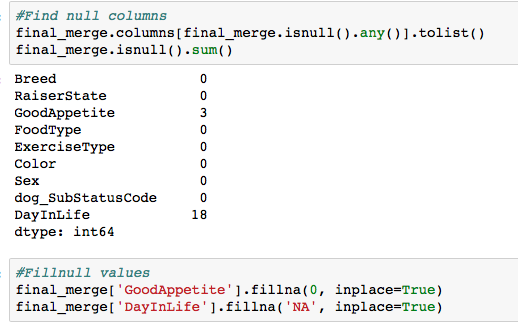 #Find null columns
final_merge.columns[final_merge.isnull().any()].tolist()
final_merge.isnull().sum()
Breed 0
RaiserState 0
GoodAppetite 3
FoodType 0
ExerciseType 0
Color 0
Sex 0
dog_SubStatusCode 0
DayInLife 18
dtype: int64
#Fillnull values
final_merge['GoodAppetite'].fillna(0, inplace=True)
final_merge['DayInLife'].fillna('NA', inplace=True)